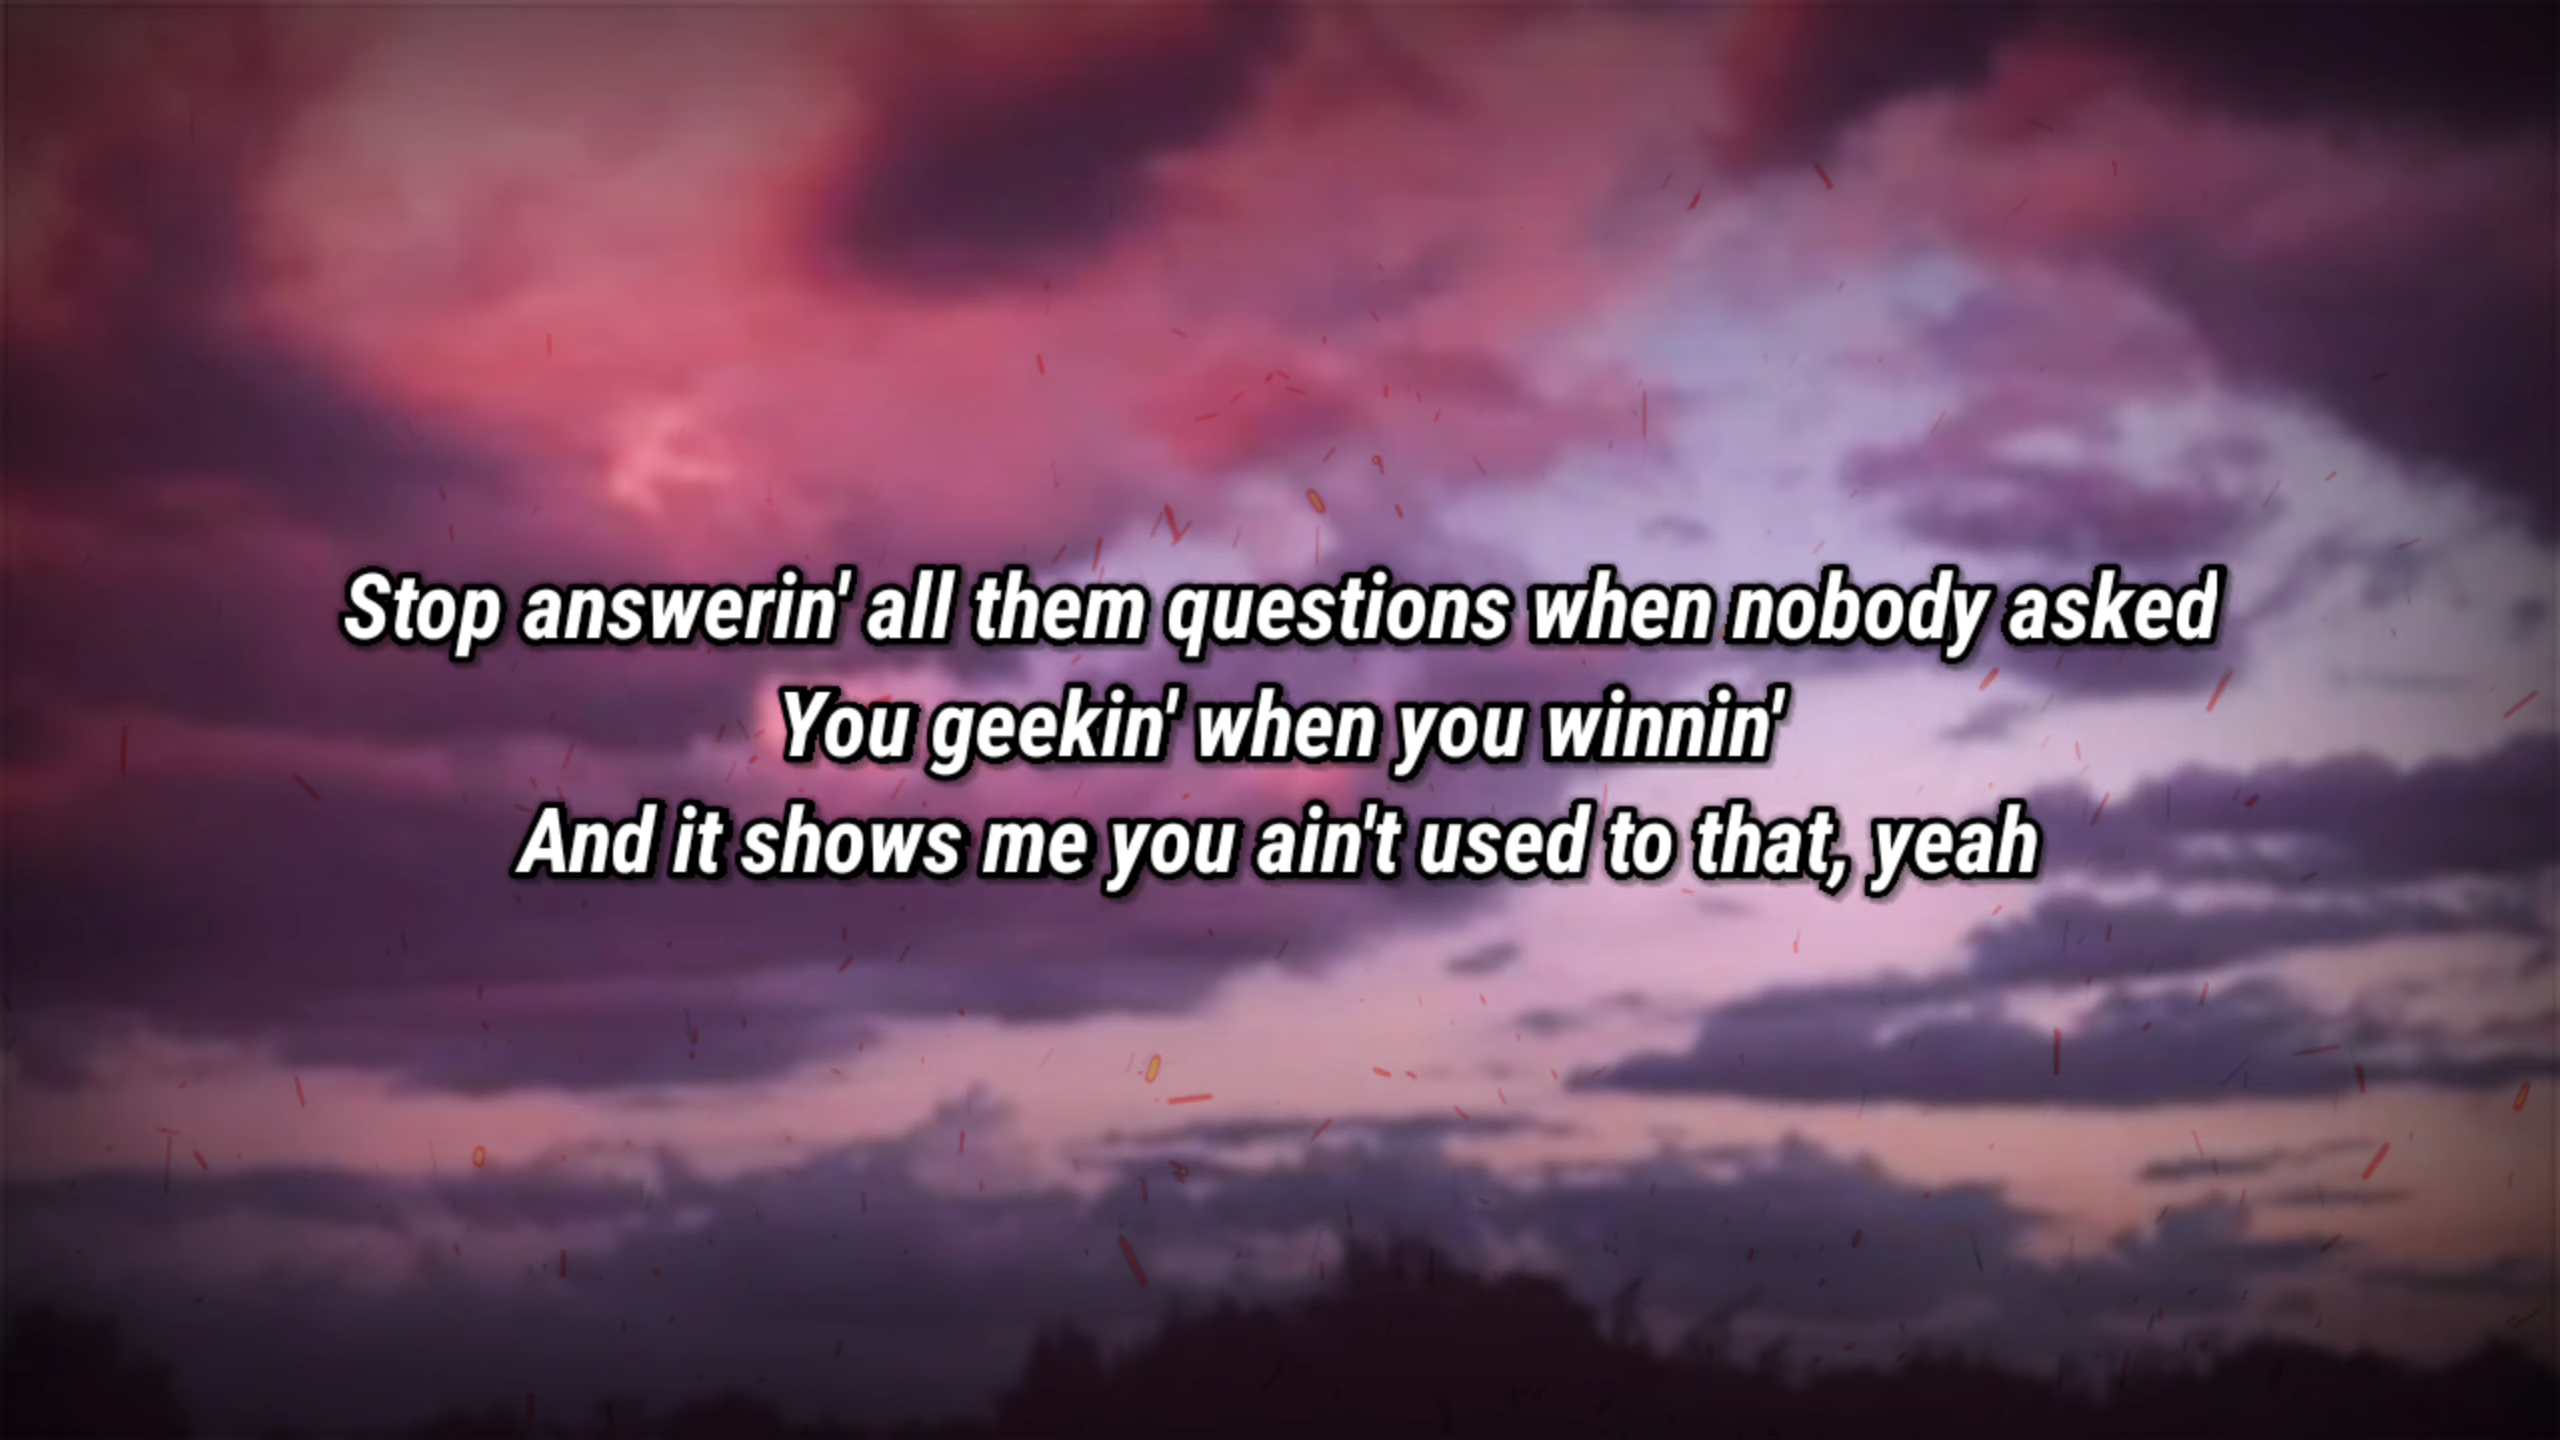 Stop answerin' all them questions when nobody asked
You geekin' when you winnin'
And it shows me you ain't used to that, yeah